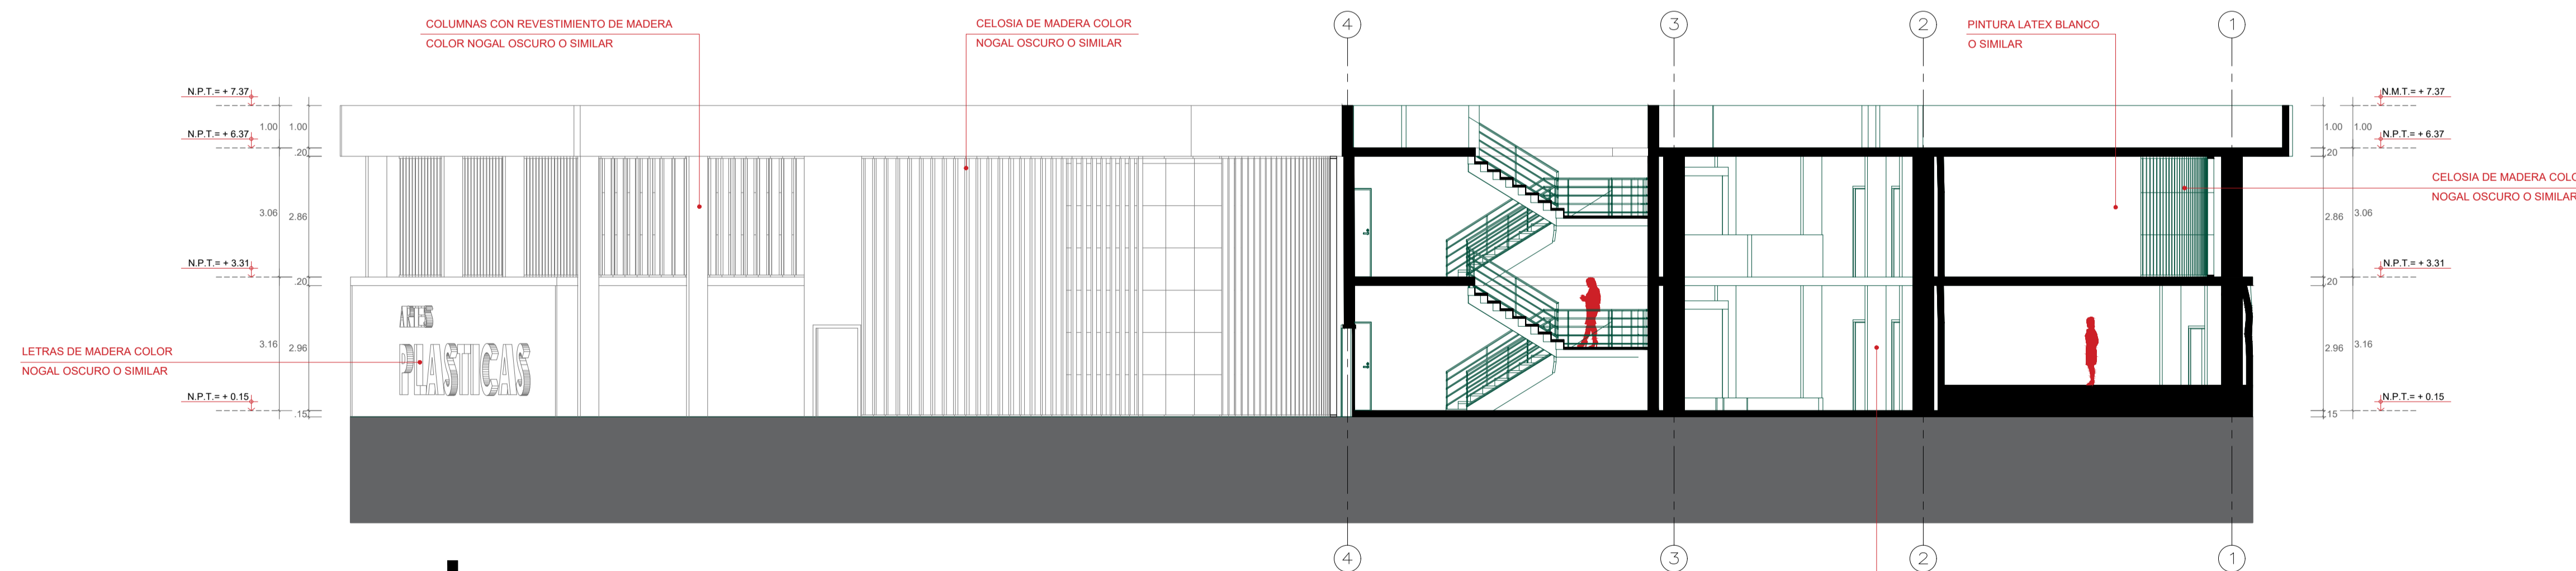 COLUMNAS CON REVESTIMIENTO DE MADERA
COLOR NOGAL OSCURO O SIMILAR
CELOSIA DE MADERA COLOR
NOGAL OSCURO O SIMILAR
4
3
2
1
PINTURA LATEX BLANCO
O SIMILAR
N.P.T.= + 7.37
N.P.T.= + 6.37
N.P.T.= + 3.31
N.P.T.= + 0.15
1.00
3.06
3.16
1.00
.20
2.86
.20
2.96
.15
LETRAS DE MADERA COLOR
NOGAL OSCURO O SIMILAR
ARTES
PLASTICAS
1.00
.20
2.86
.20
2.96
.15
1.00
3.06
3.16
N.M.T.= + 7.37
N.P.T.= + 6.37
N.P.T.= + 3.31
N.P.T.= + 0.15
CELOSIA DE MADERA COLO
NOGAL OSCURO O SIMILAR
4
3
2
1